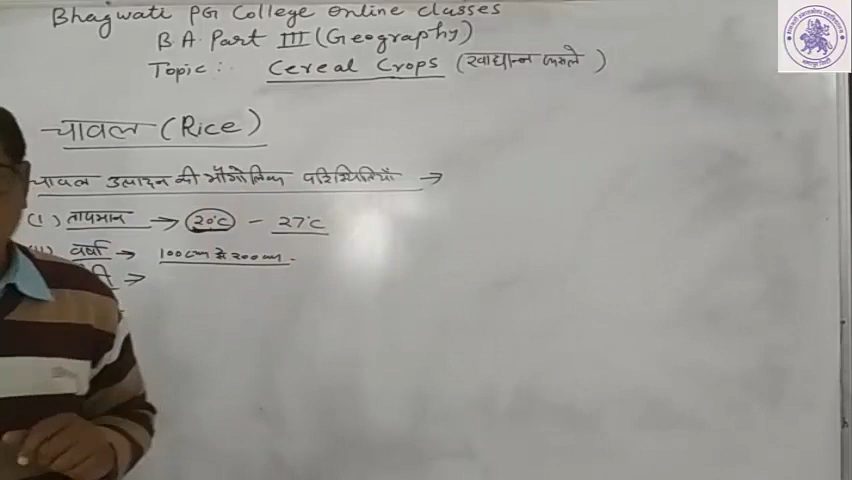 Bhagwati PG College online classes
B.A. Part III (Geography)
Topic:- Cereal Crops (खाद्यान्न फसलें)
चावल (Rice)
चावल उत्पादन की भौगोलिक परिस्थितियाँ →
(I) तापमान → 20°C - 27°C
वर्षा → 100cm से 200cm.
→